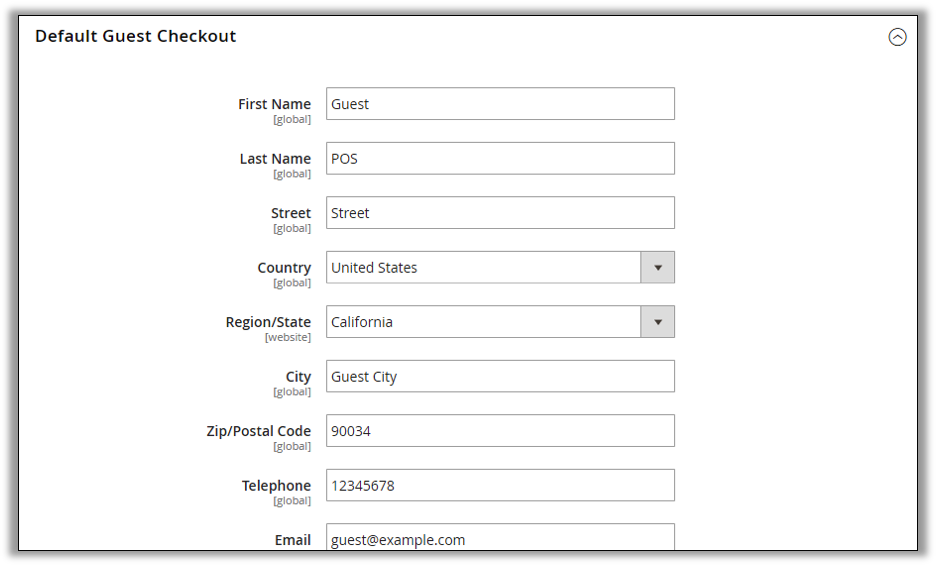 Default Guest Checkout
First Name Guest
[global]
Last Name POS
[global]
Street Street
[global]
Country United States
[global]
Region/State California
[website]
City Guest City
[global]
Zip/Postal Code 90034
[global]
Telephone 12345678
[global]
Email guest@example.com